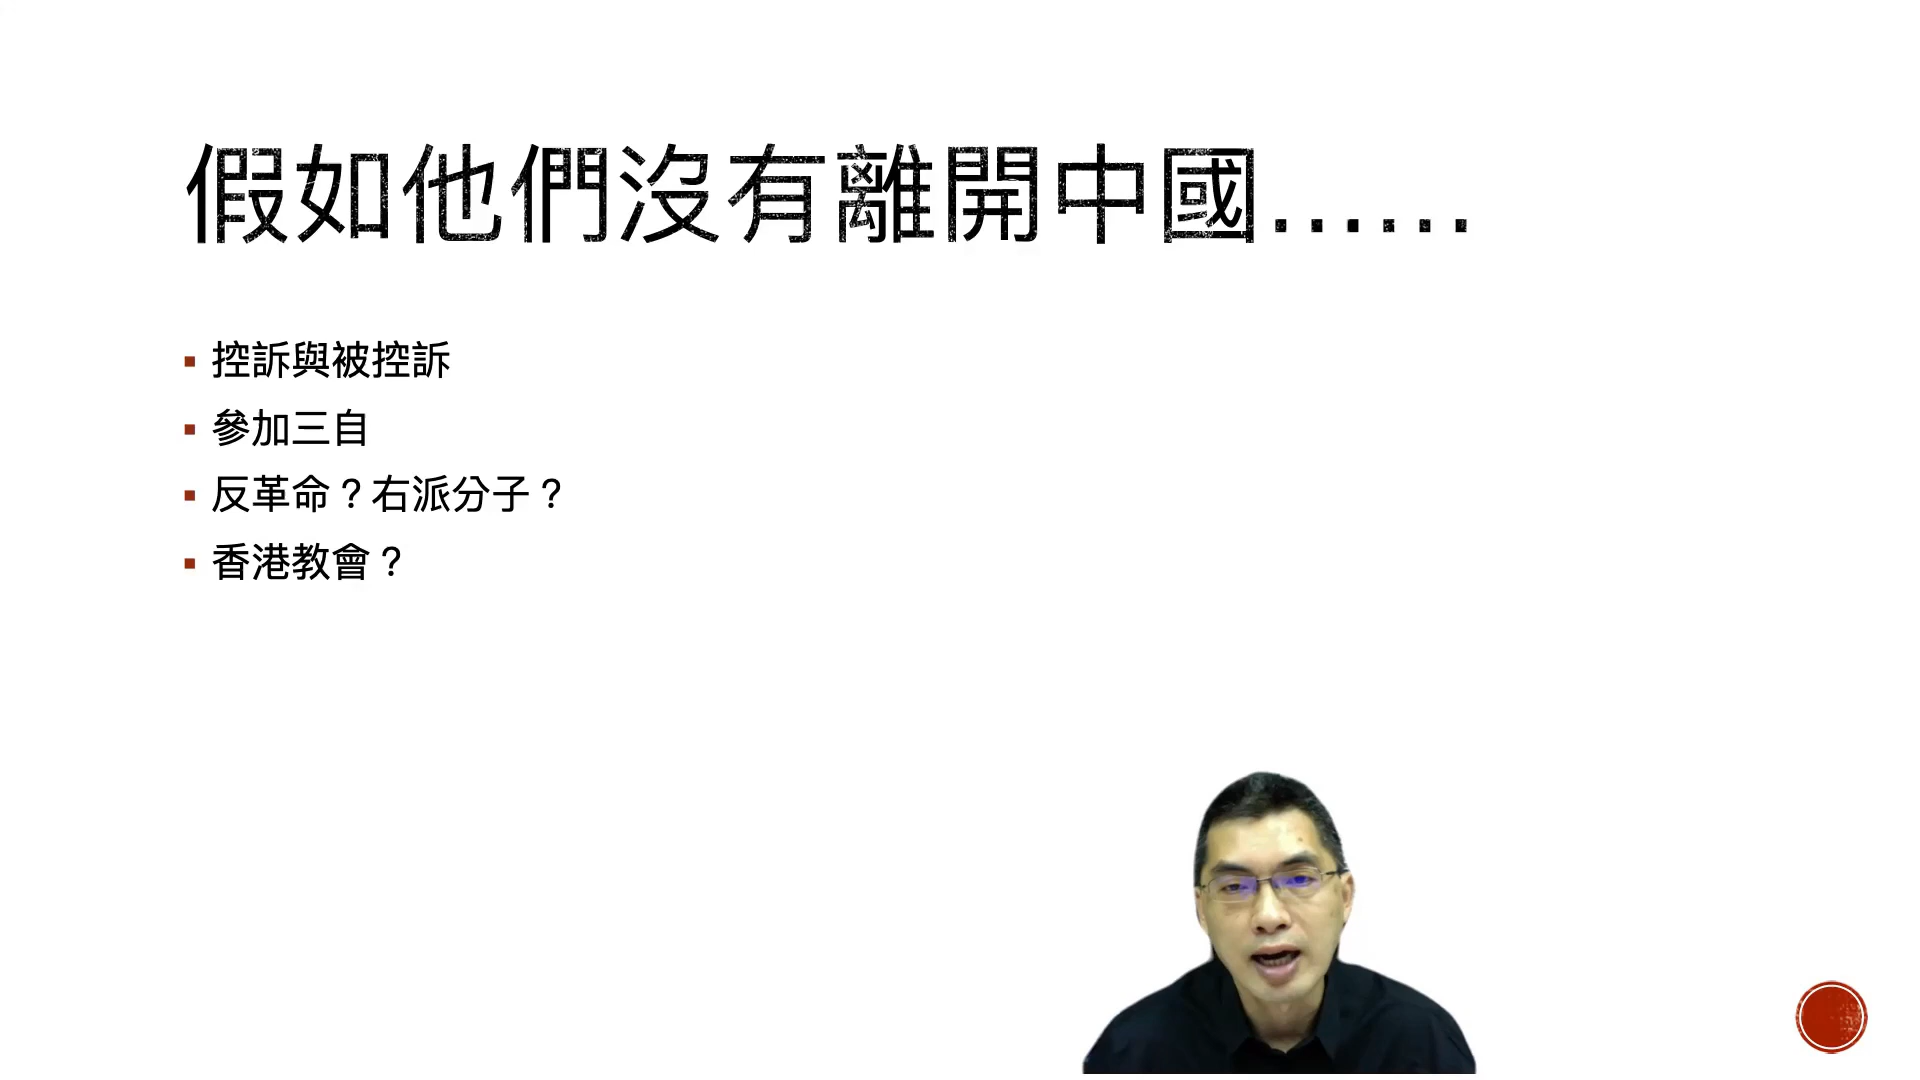 假如他們沒有離開中國……
▪ 控訴與被控訴
▪ 參加三自
▪ 反革命？右派分子？
▪ 香港教會？